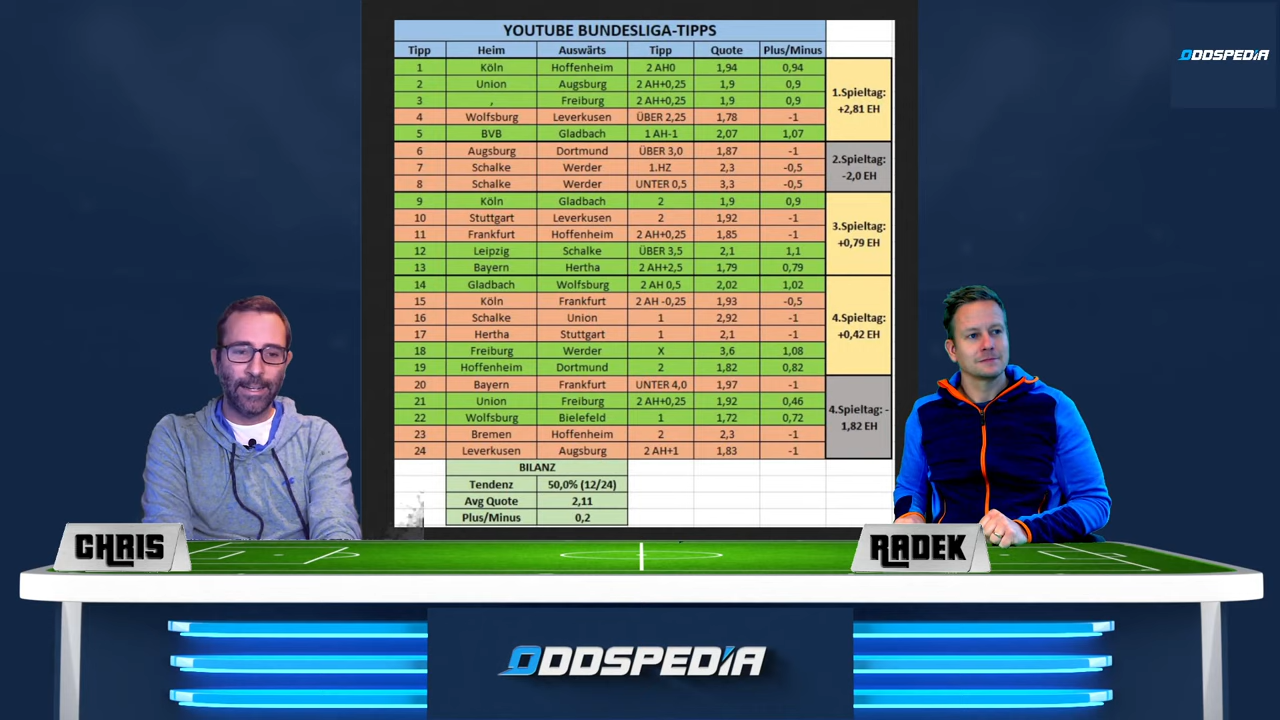 YOUTUBE BUNDESLIGA-TIPPS
Tipp Heim Auswärts Tipp Quote Plus/Minus
1 Köln Hoffenheim 2 AH0 1,94 0,94
2 Union Augsburg 2 AH+0,25 1,9 0,9
3 , Freiburg 2 AH+0,25 1,9 0,9
4 Wolfsburg Leverkusen ÜBER 2,25 1,78 -1
5 BVB Gladbach 1 AH-1 2,07 1,07
1.Spieltag:
+2,81 EH
6 Augsburg Dortmund ÜBER 3,0 1,87 -1
7 Schalke Werder 1.HZ 2,3 -0,5
8 Schalke Werder UNTER 0,5 3,3 -0,5
2.Spieltag:
-2,0 EH
9 Köln Gladbach 2 1,9 0,9
10 Stuttgart Leverkusen 2 1,92 -1
11 Frankfurt Hoffenheim 2 AH+0,25 1,85 -1
12 Leipzig Schalke ÜBER 3,5 2,1 1,1
13 Bayern Hertha 2 AH+2,5 1,79 0,79
3.Spieltag:
+0,79 EH
14 Gladbach Wolfsburg 2 AH 0,5 2,02 1,02
15 Köln Frankfurt 2 AH -0,25 1,93 -0,5
16 Schalke Union 1 2,92 -1
17 Hertha Stuttgart 1 2,1 -1
18 Freiburg Werder X 3,6 1,08
19 Hoffenheim Dortmund 2 1,82 0,82
4.Spieltag:
+0,42 EH
20 Bayern Frankfurt UNTER 4,0 1,97 -1
21 Union Freiburg 2 AH+0,25 1,92 0,46
22 Wolfsburg Bielefeld 1 1,72 0,72
23 Bremen Hoffenheim 2 2,3 -1
24 Leverkusen Augsburg 2 AH+1 1,83 -1
4.Spieltag: -
1,82 EH
BILANZ
Tendenz 50,0% (12/24)
Avg Quote 2,11
Plus/Minus 0,2
ODDSPEDIA
CHRIS
RADEK
ODDSPEDIA